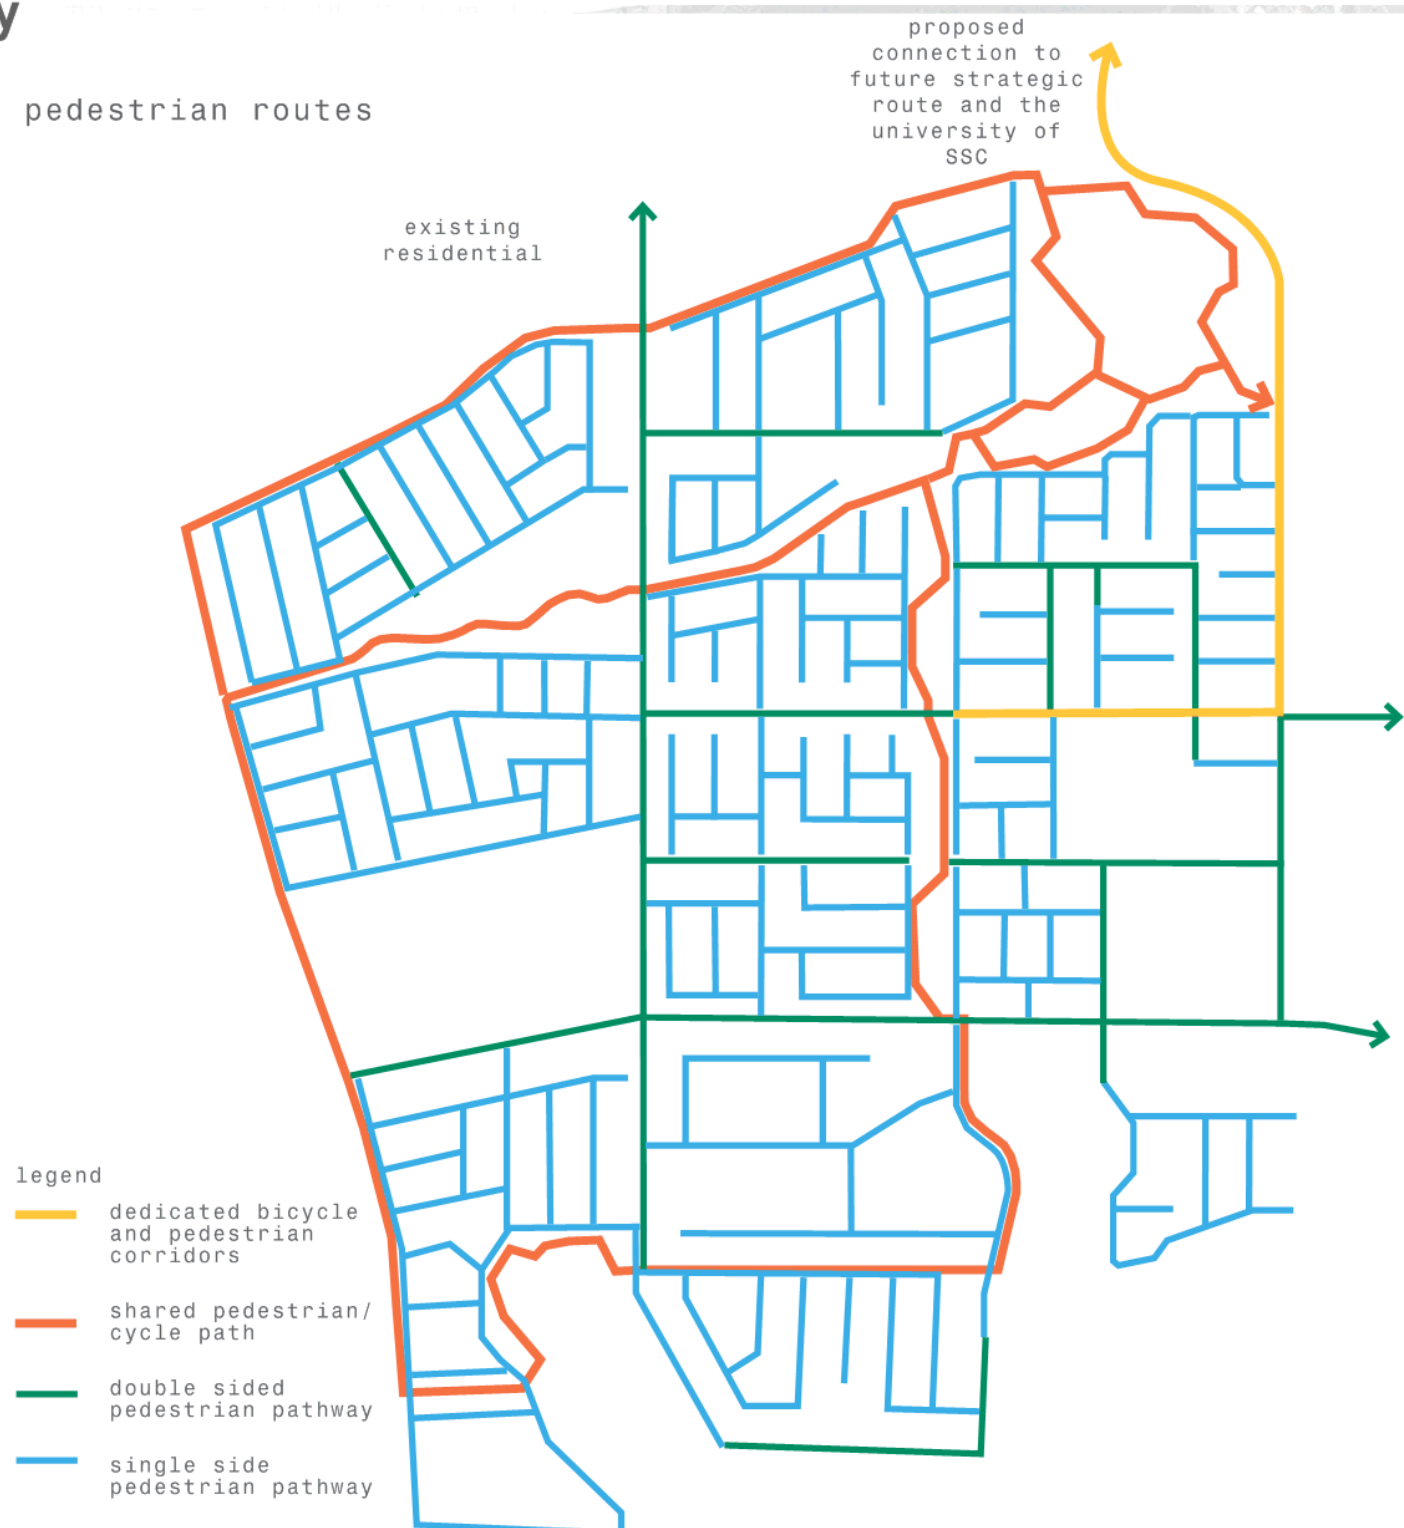 y
pedestrian routes
proposed
connection to
future strategic
route and the
university of
SSC
existing
residential
legend
dedicated bicycle
and pedestrian
corridors
shared pedestrian/
cycle path
double sided
pedestrian pathway
single side
pedestrian pathway